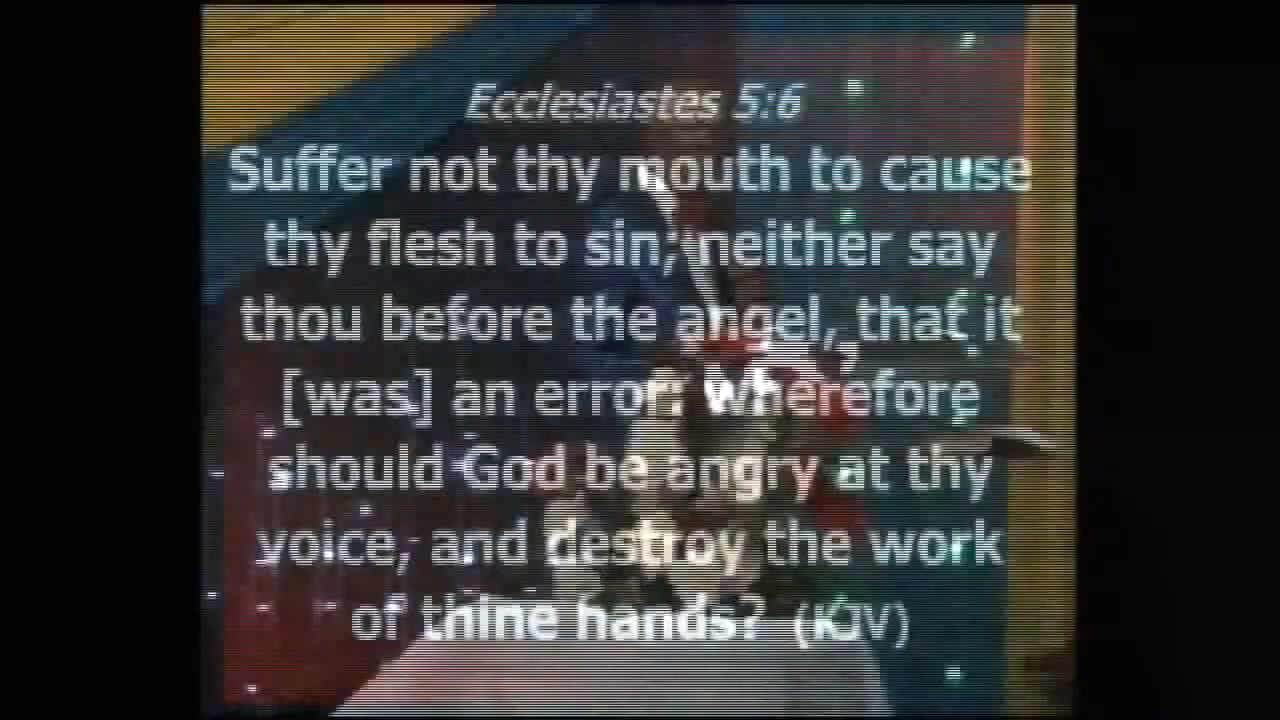 Ecclesiastes 5:6
Suffer not thy mouth to cause
thy flesh to sin; neither say
thou before the angel, that it
[was] an error: wherefore
should God be angry at thy
voice, and destroy the work
of thine hands? (KJV)